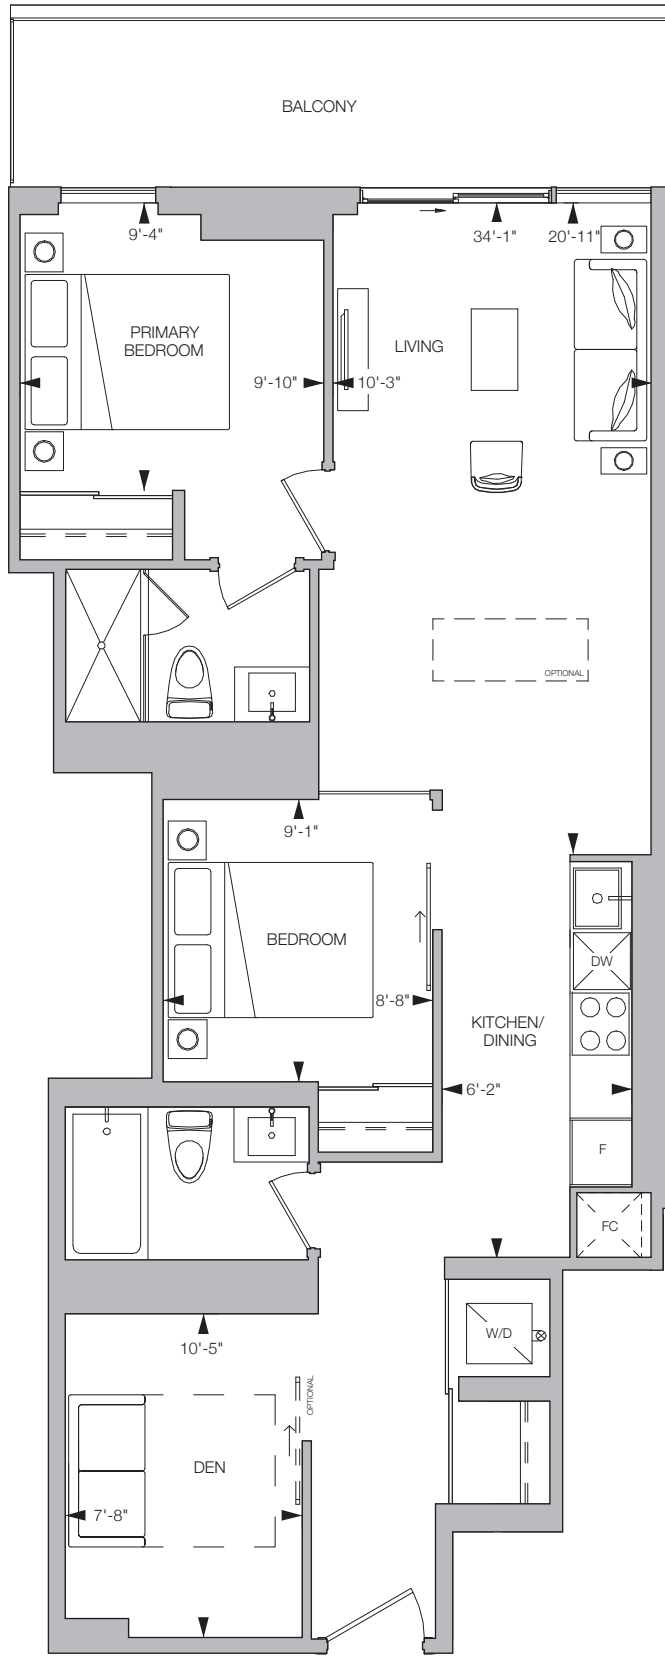 BALCONY
9'-4"
34'-1"
20'-11"
PRIMARY
BEDROOM
LIVING
9'-10"
10'-3"
OPTIONAL
9'-1"
BEDROOM
DW
8'-8"
KITCHEN/
DINING
6'-2"
F
FC
10'-5"
W/D
OPTIONAL
DEN
7'-8"